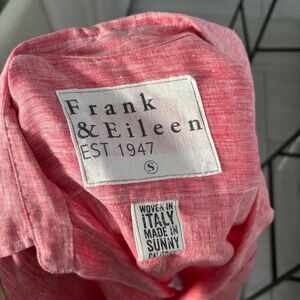 Frank
& Eileen
EST 1947
S
WOVEN IN
ITALY
MADE IN
SUNNY